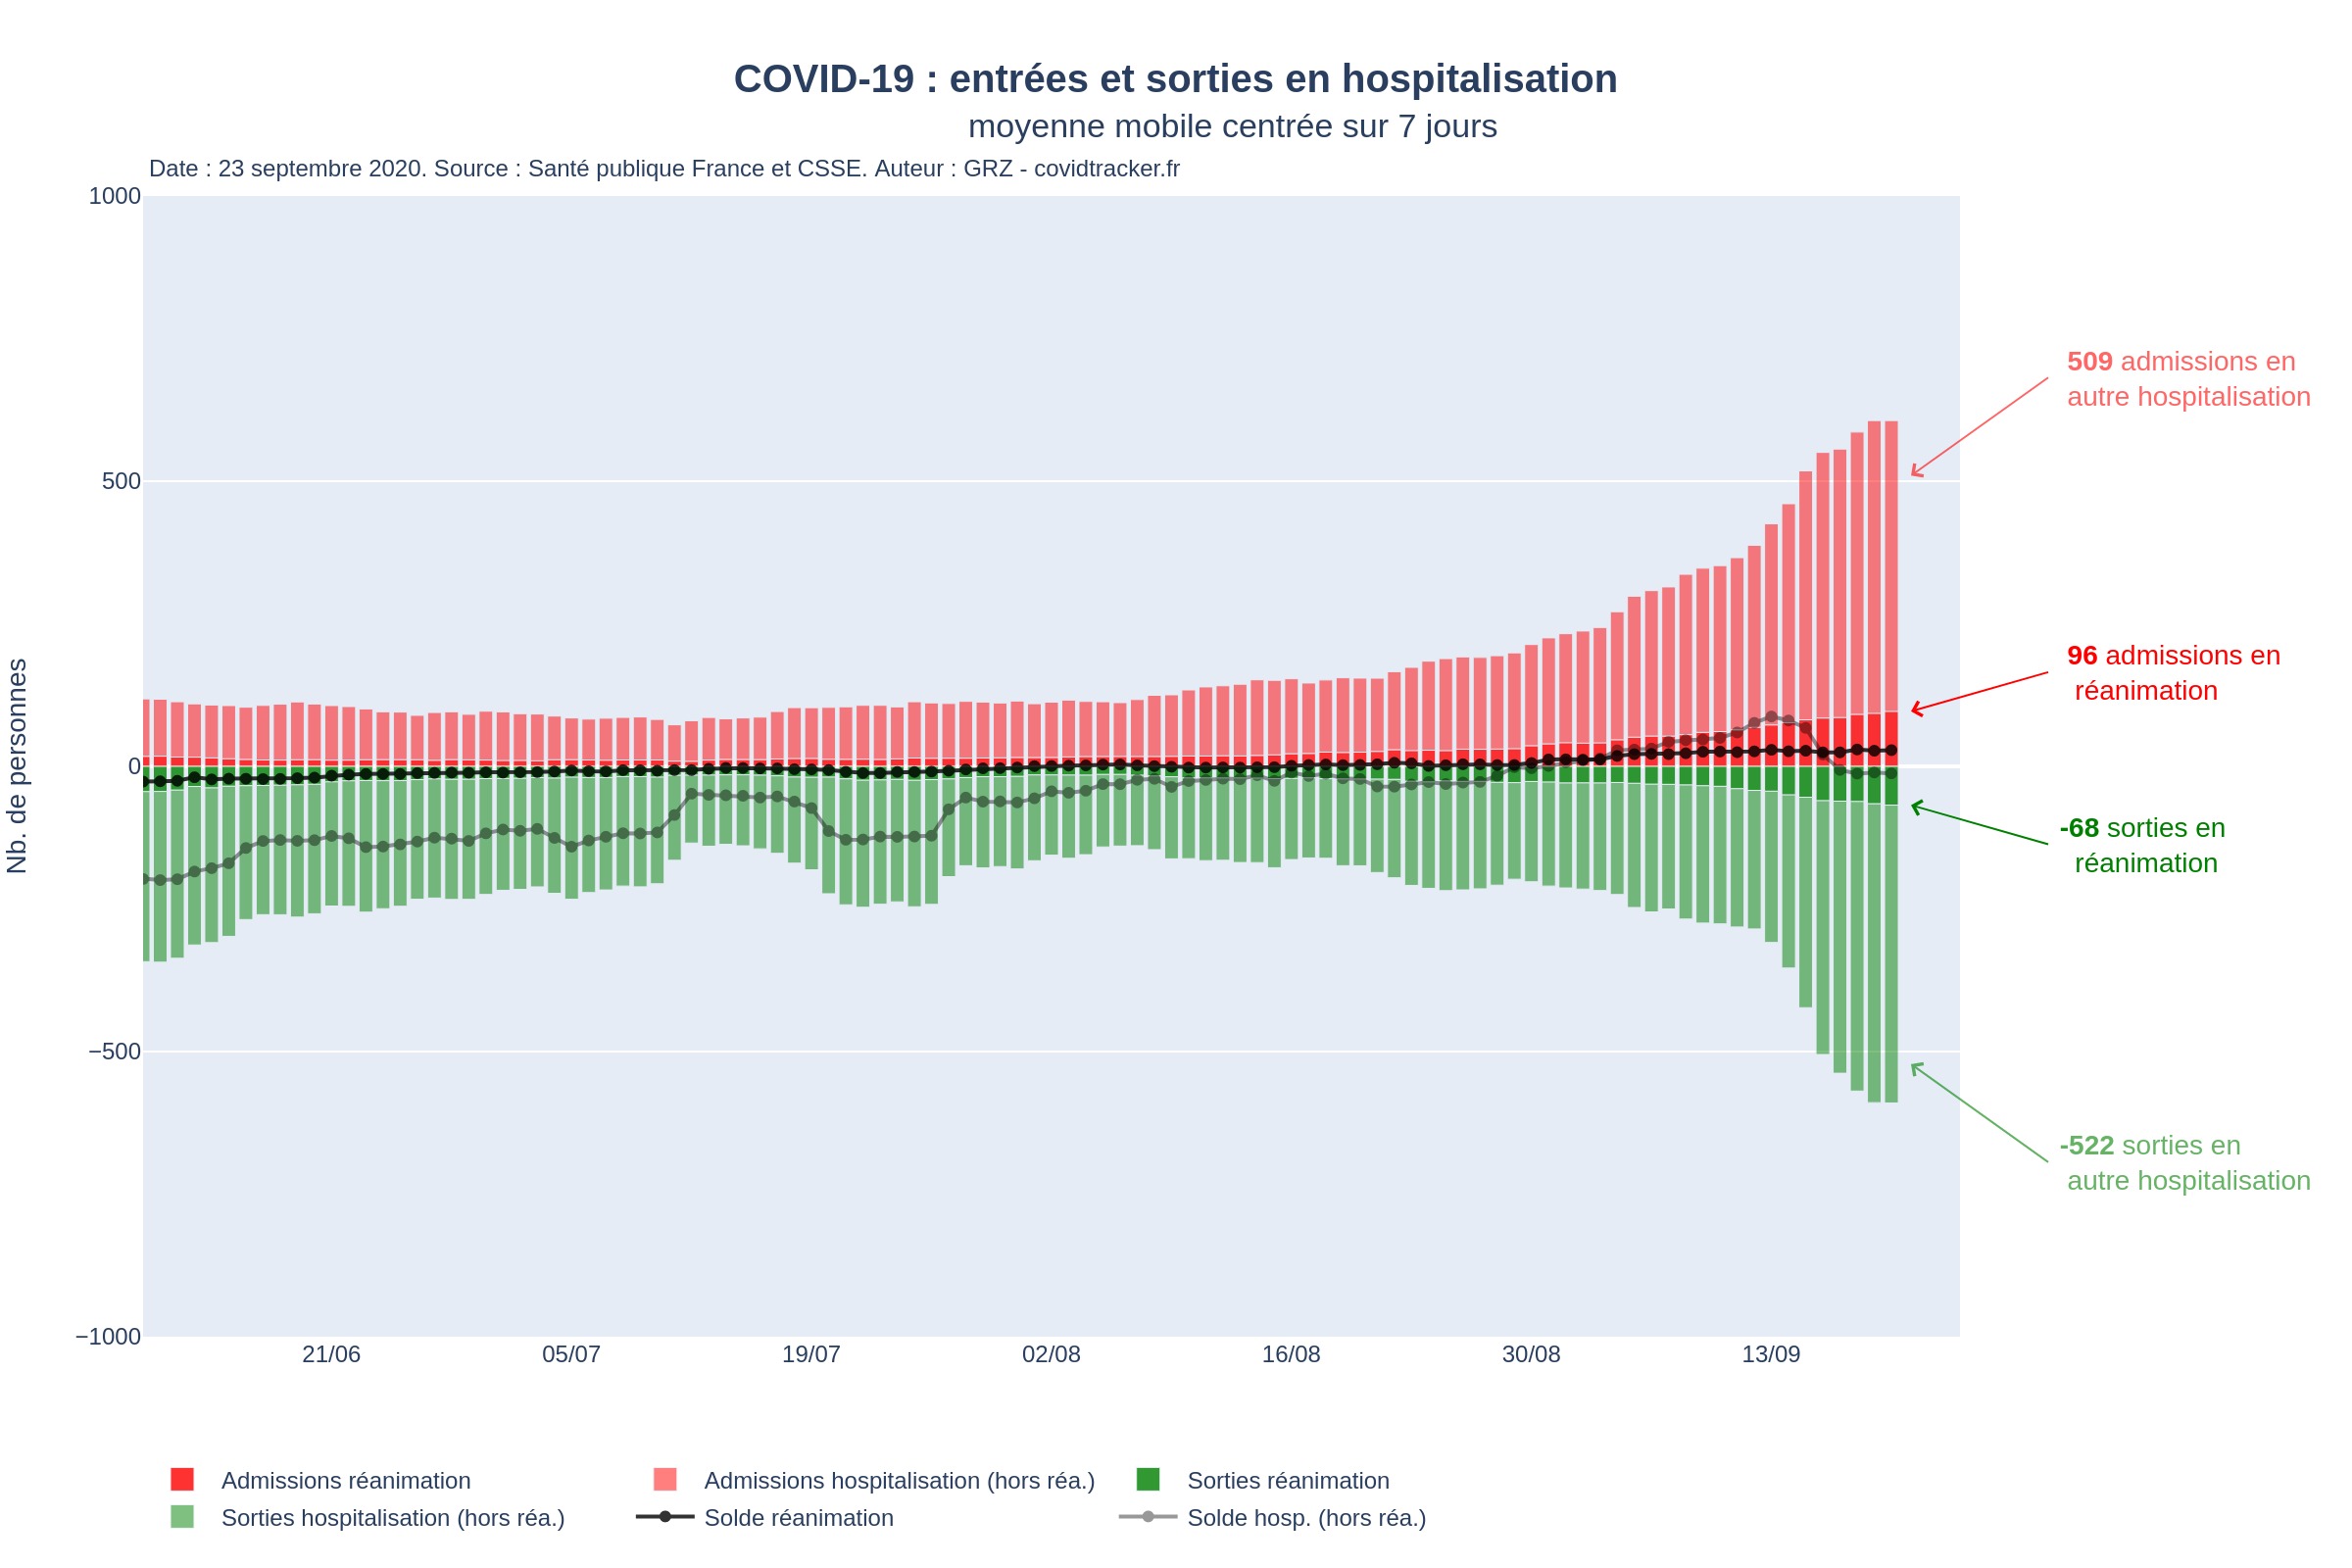 COVID-19 : entrées et sorties en hospitalisation
moyenne mobile centrée sur 7 jours
Date : 23 septembre 2020. Source : Santé publique France et CSSE. Auteur : GRZ - covidtracker.fr
Nb. de personnes
1000
500
0
−500
−1000
509 admissions en
autre hospitalisation
96 admissions en
réanimation
-68 sorties en
réanimation
-522 sorties en
autre hospitalisation
21/06 05/07 19/07 02/08 16/08 30/08 13/09
Admissions réanimation Admissions hospitalisation (hors réa.) Sorties réanimation
Sorties hospitalisation (hors réa.) Solde réanimation Solde hosp. (hors réa.)